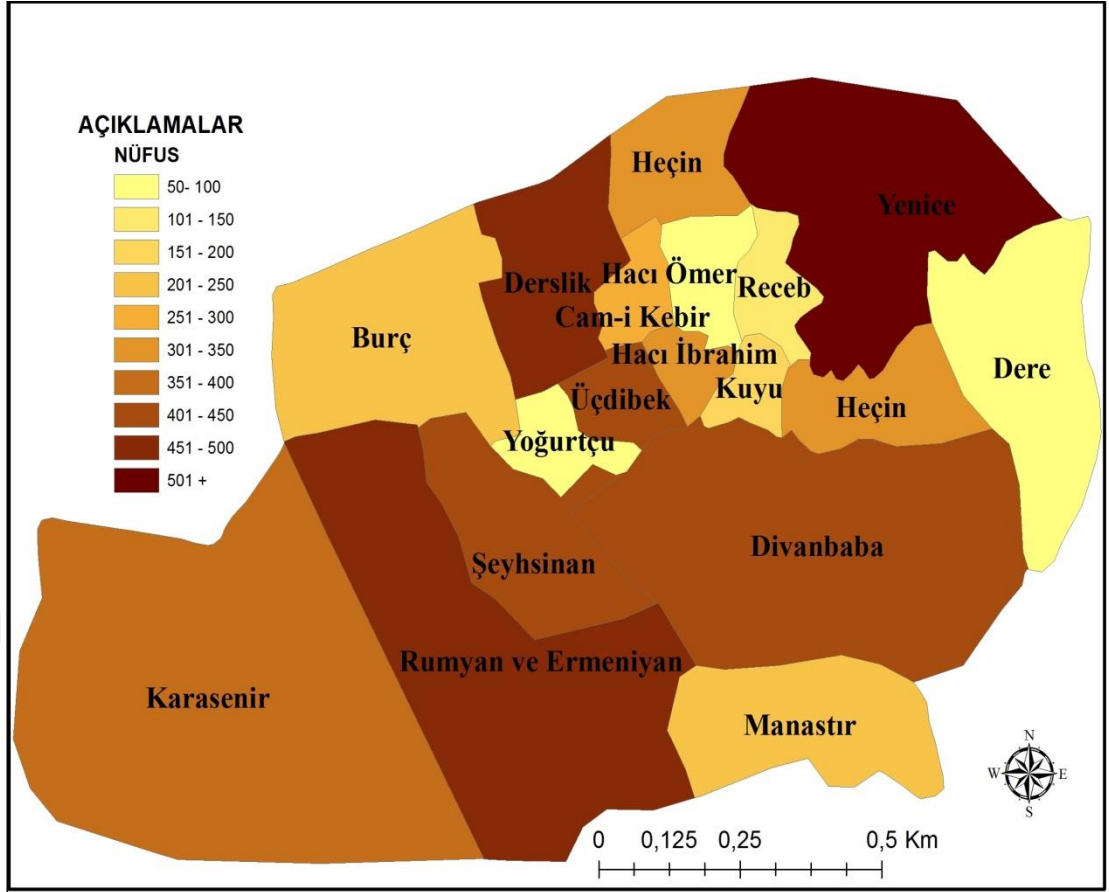 AÇIKLAMALAR
NÜFUS
50- 100
101 - 150
151 - 200
201 - 250
251 - 300
301 - 350
351 - 400
401 - 450
451 - 500
501 +
Heçin
Yenice
Derslik
Hacı Ömer
Receb
Cam-i Kebir
Burç
Hacı İbrahim
Dere
Üçdibek
Kuyu
Heçin
Yoğurtçu
Divanbaba
Şeyhsinan
Rumyan ve Ermeniyan
Karasenir
Manastır
N
W
E
S
0 0,125 0,25 0,5 Km